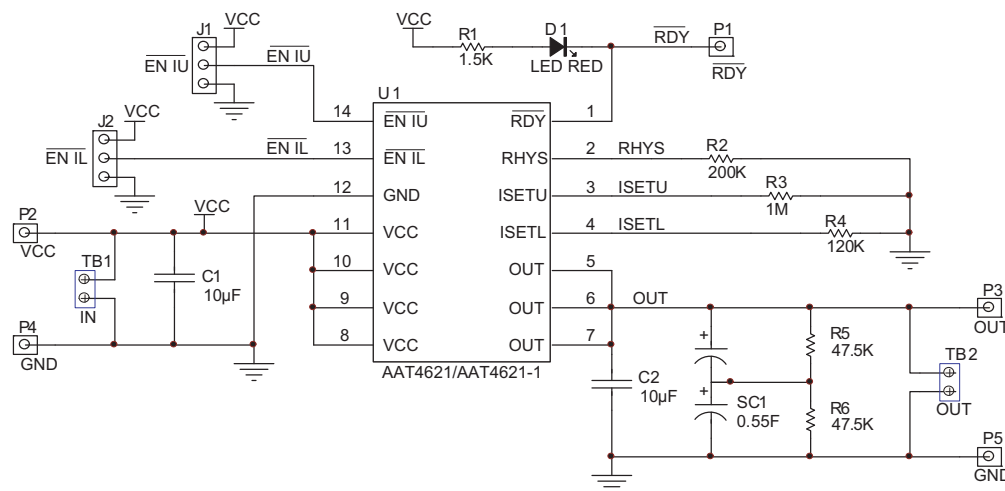 J1
VCC
EN IU
EN IU
VCC
R1
1.5K
D1
LED RED
RDY
P1
RDY
J2
VCC
EN IL
EN IL
U1
14
EN IU
RDY
1
13
EN IL
RHYS
2
RHYS
R2
200K
12
GND
ISETU
3
ISETU
R3
1M
P2
VCC
VCC
11
VCC
ISETL
4
ISETL
R4
120K
TB1
IN
C1
10µF
10
VCC
OUT
5
9
VCC
OUT
6
OUT
P3
OUT
P4
GND
8
VCC
OUT
7
AAT4621/AAT4621-1
C2
10µF
+
+
SC1
0.55F
R5
47.5K
R6
47.5K
TB2
OUT
P5
GND